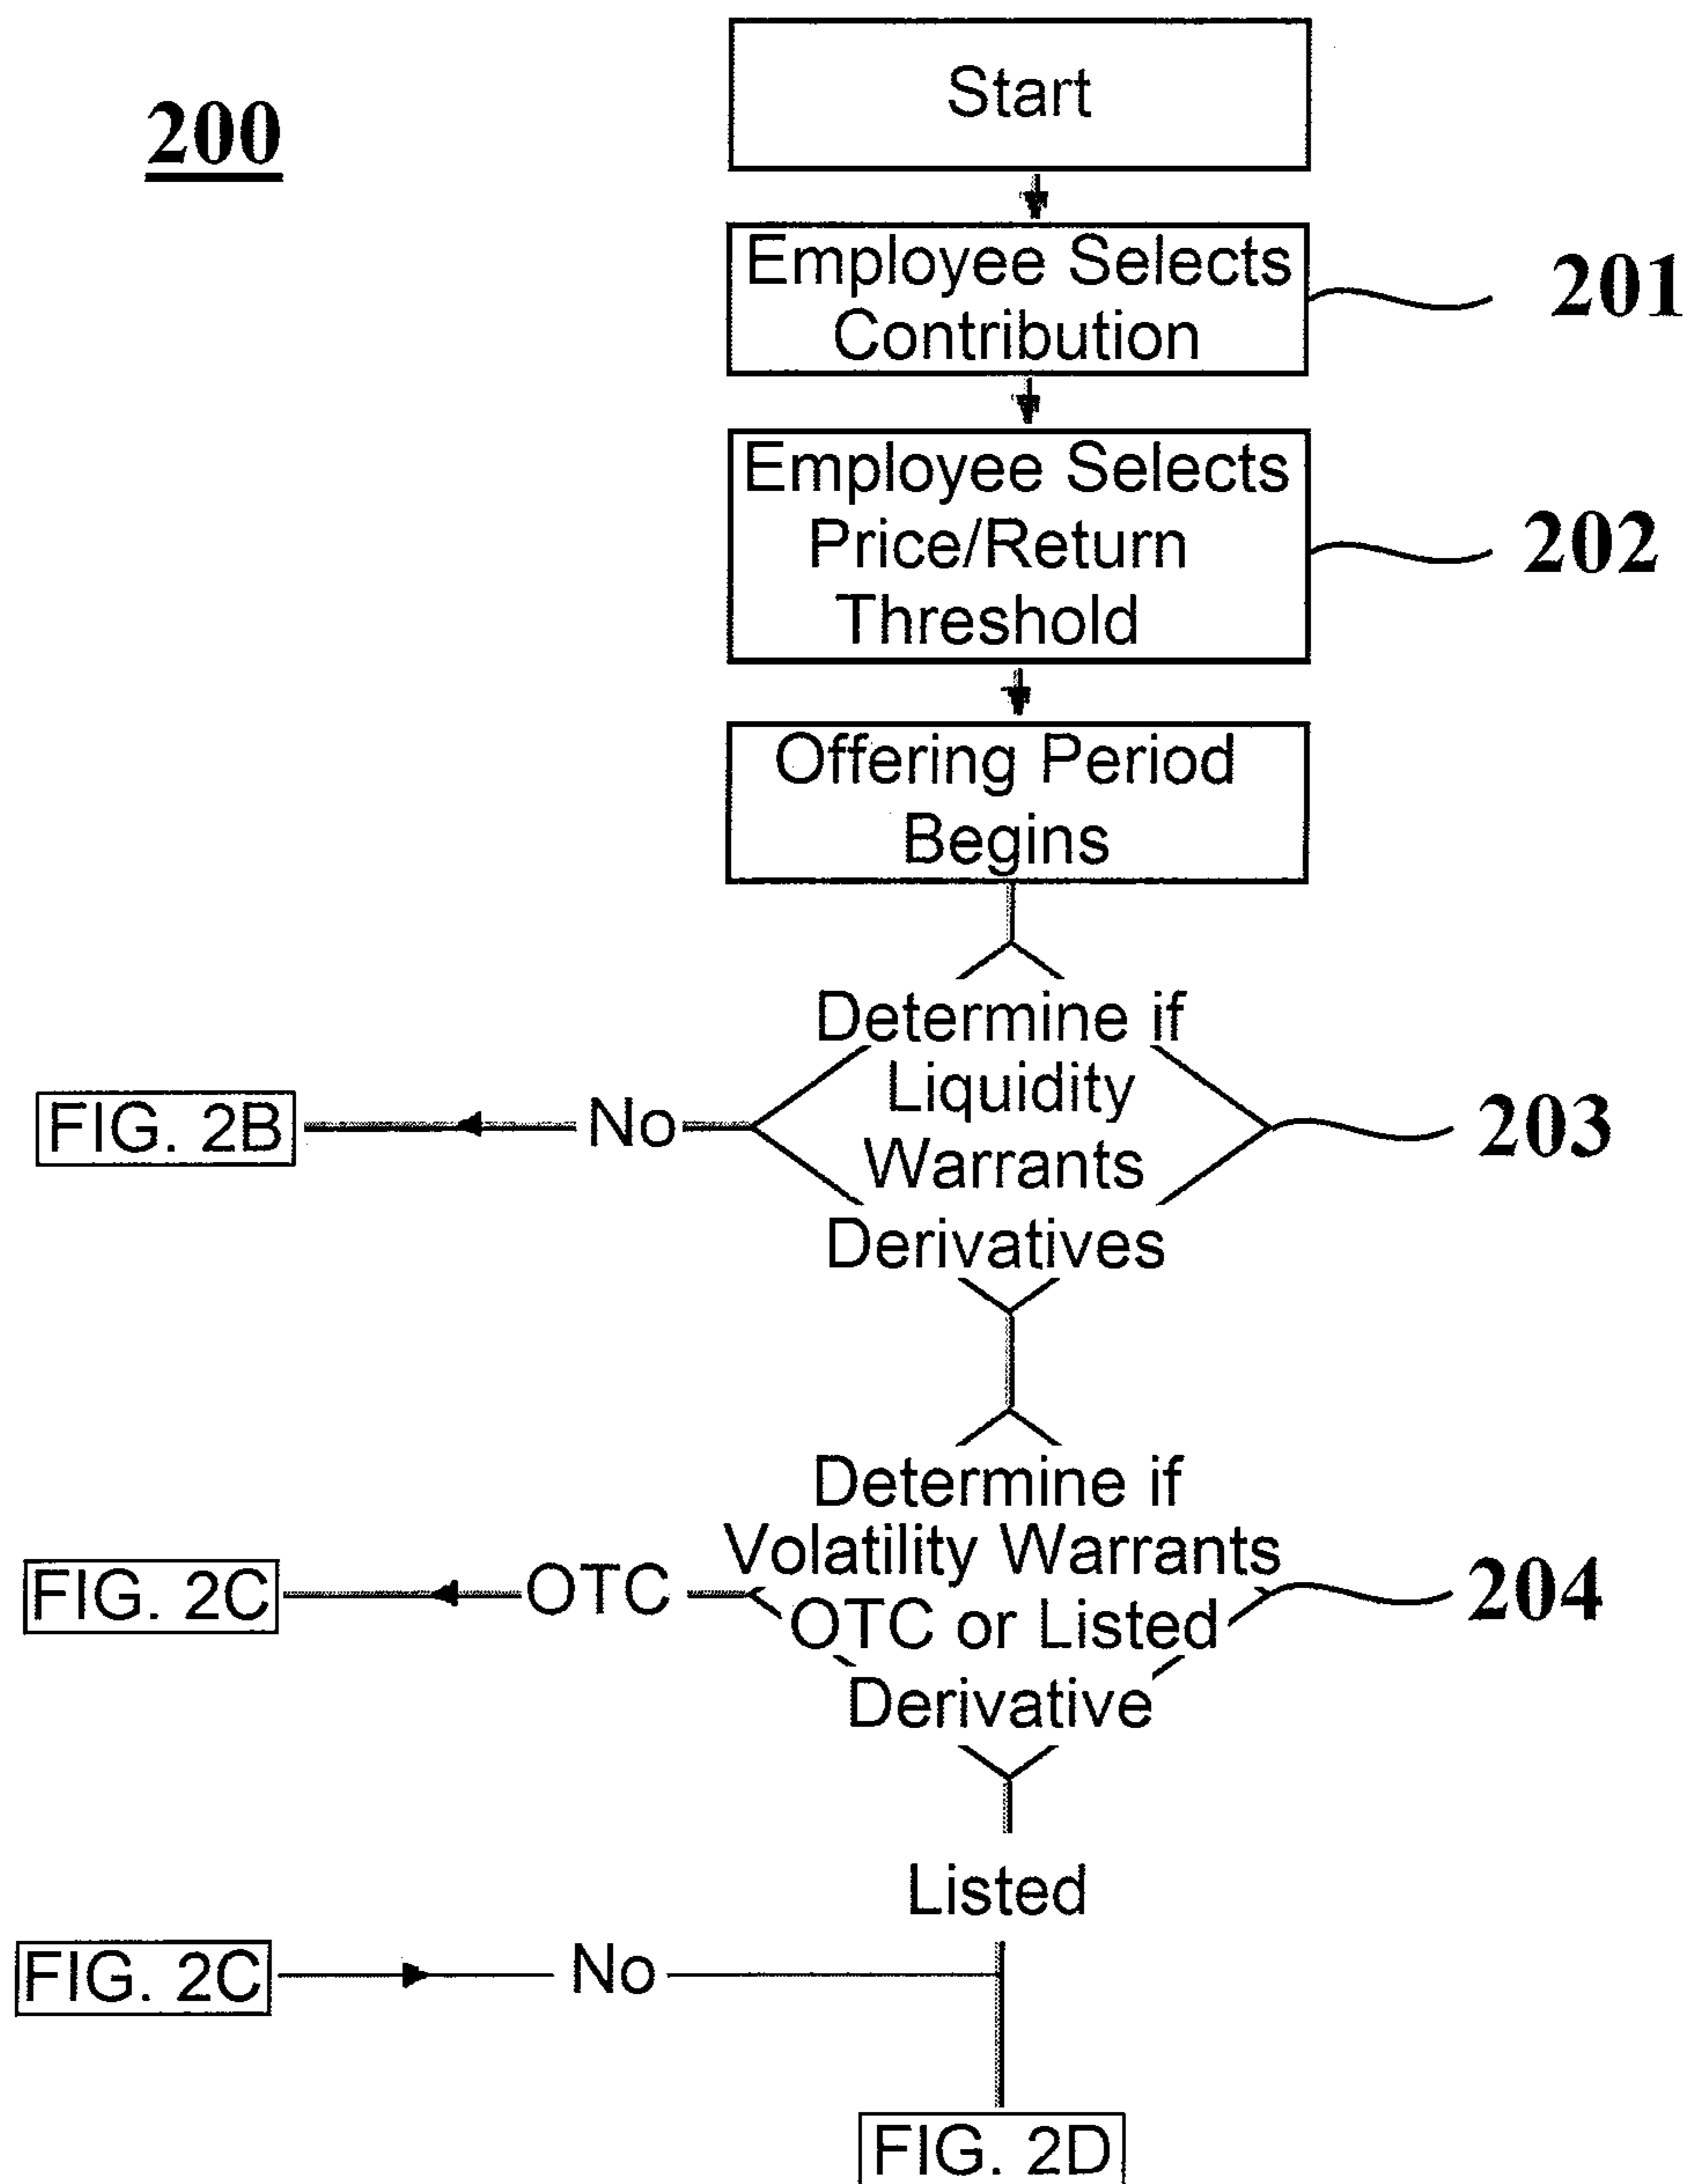 Start
200
Employee Selects
Contribution
201
Employee Selects
Price/Return
Threshold
202
Offering Period
Begins
Determine if
Liquidity
Warrants
Derivatives
FIG. 2B
No
203
Determine if
Volatility Warrants
OTC or Listed
Derivative
FIG. 2C
OTC
204
Listed
FIG. 2C
No
FIG. 2D